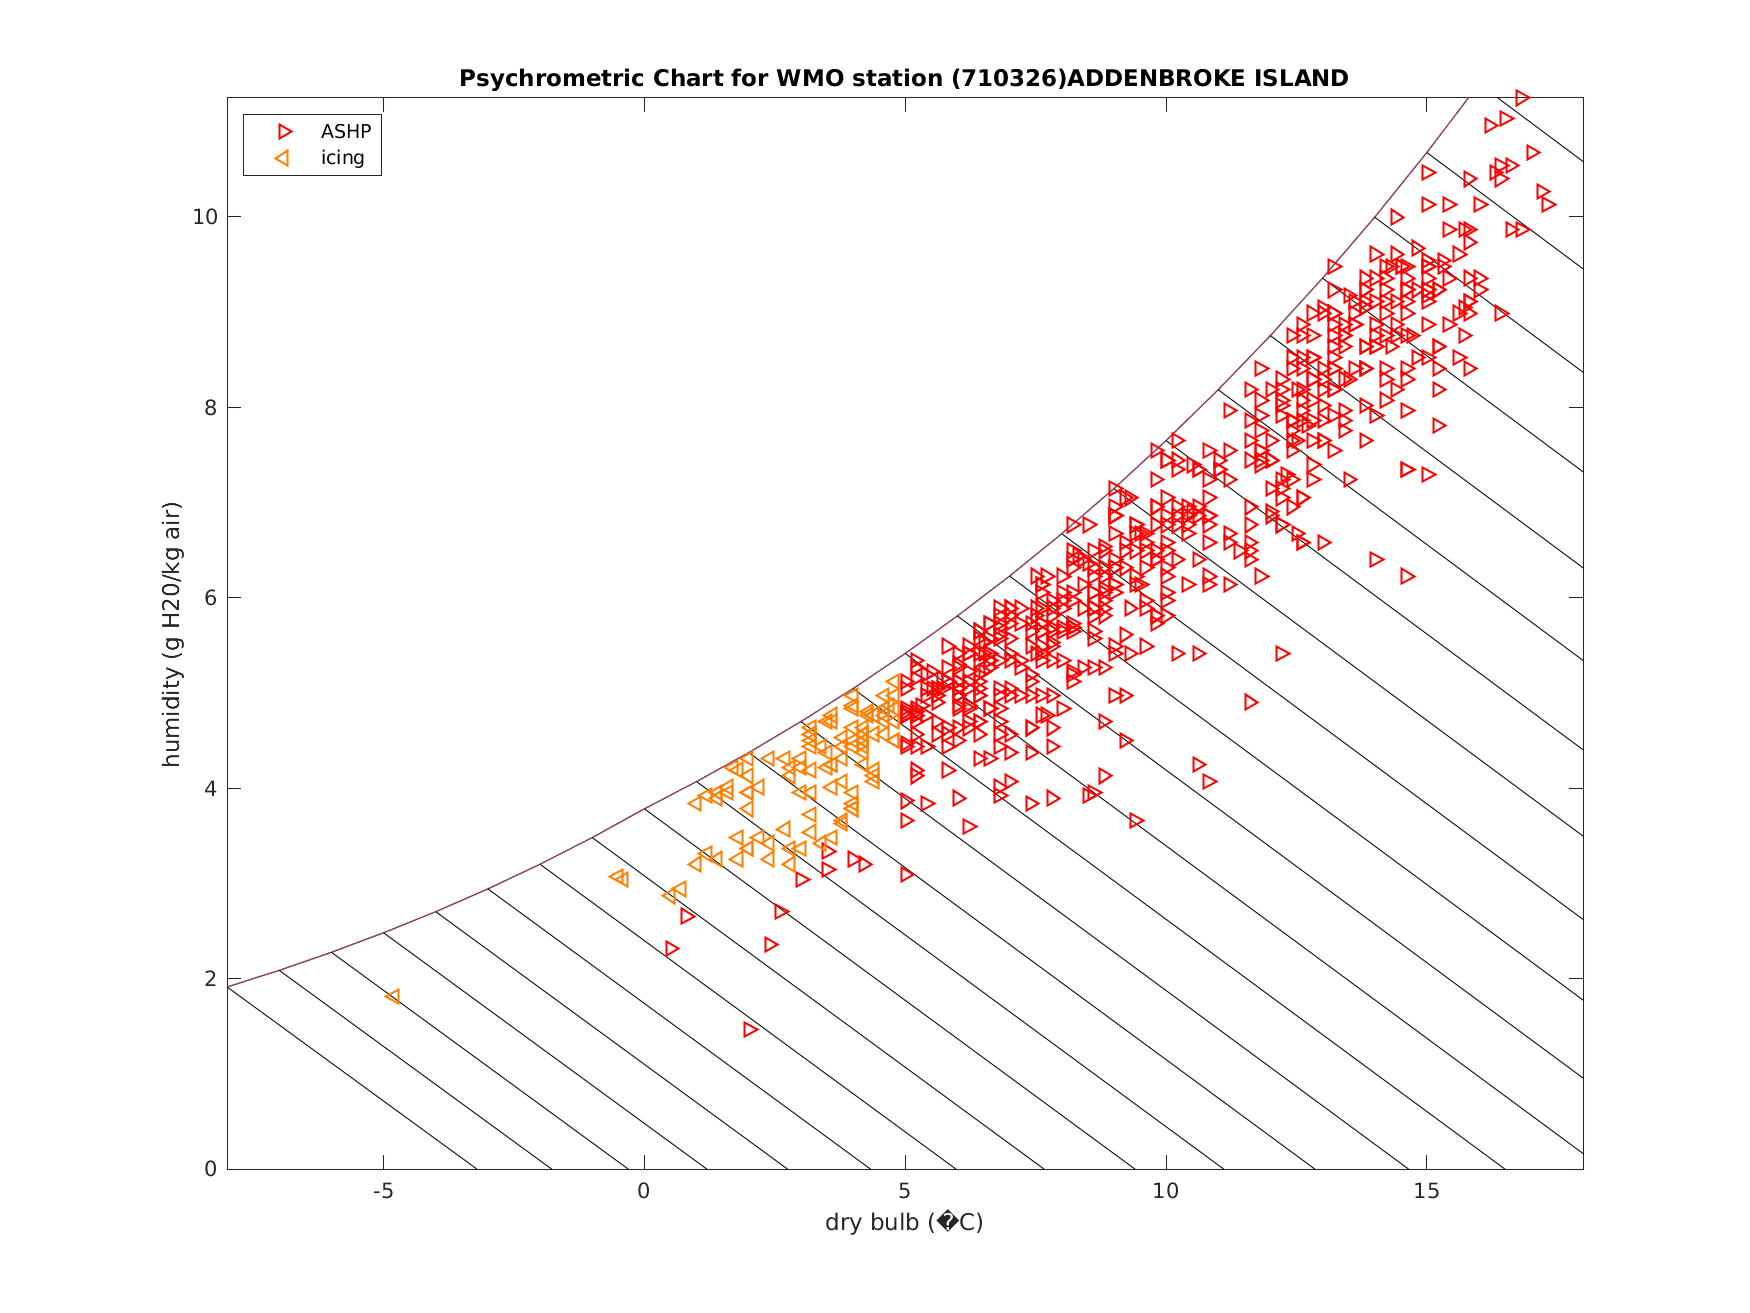 Psychrometric Chart for WMO station (710326)ADDENBROKE ISLAND
ASHP
icing
humidity (g H20/kg air)
10
8
6
4
2
0
-5
0
5
10
15
dry bulb (�C)